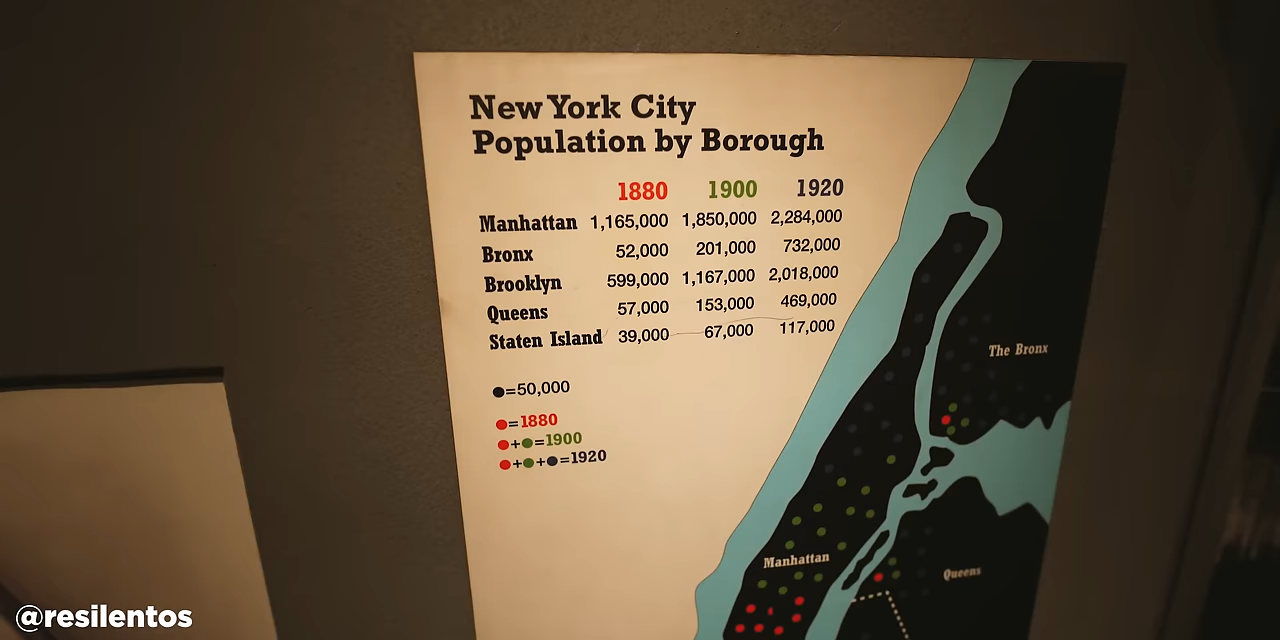 New York City
Population by Borough
1880 1900 1920
Manhattan 1,165,000 1,850,000 2,284,000
Bronx 52,000 201,000 732,000
Brooklyn 599,000 1,167,000 2,018,000
Queens 57,000 153,000 469,000
Staten Island 39,000 67,000 117,000
●=50,000
●=1880
●+●=1900
●+●+●=1920
The Bronx
Manhattan
Queens
@resilentos